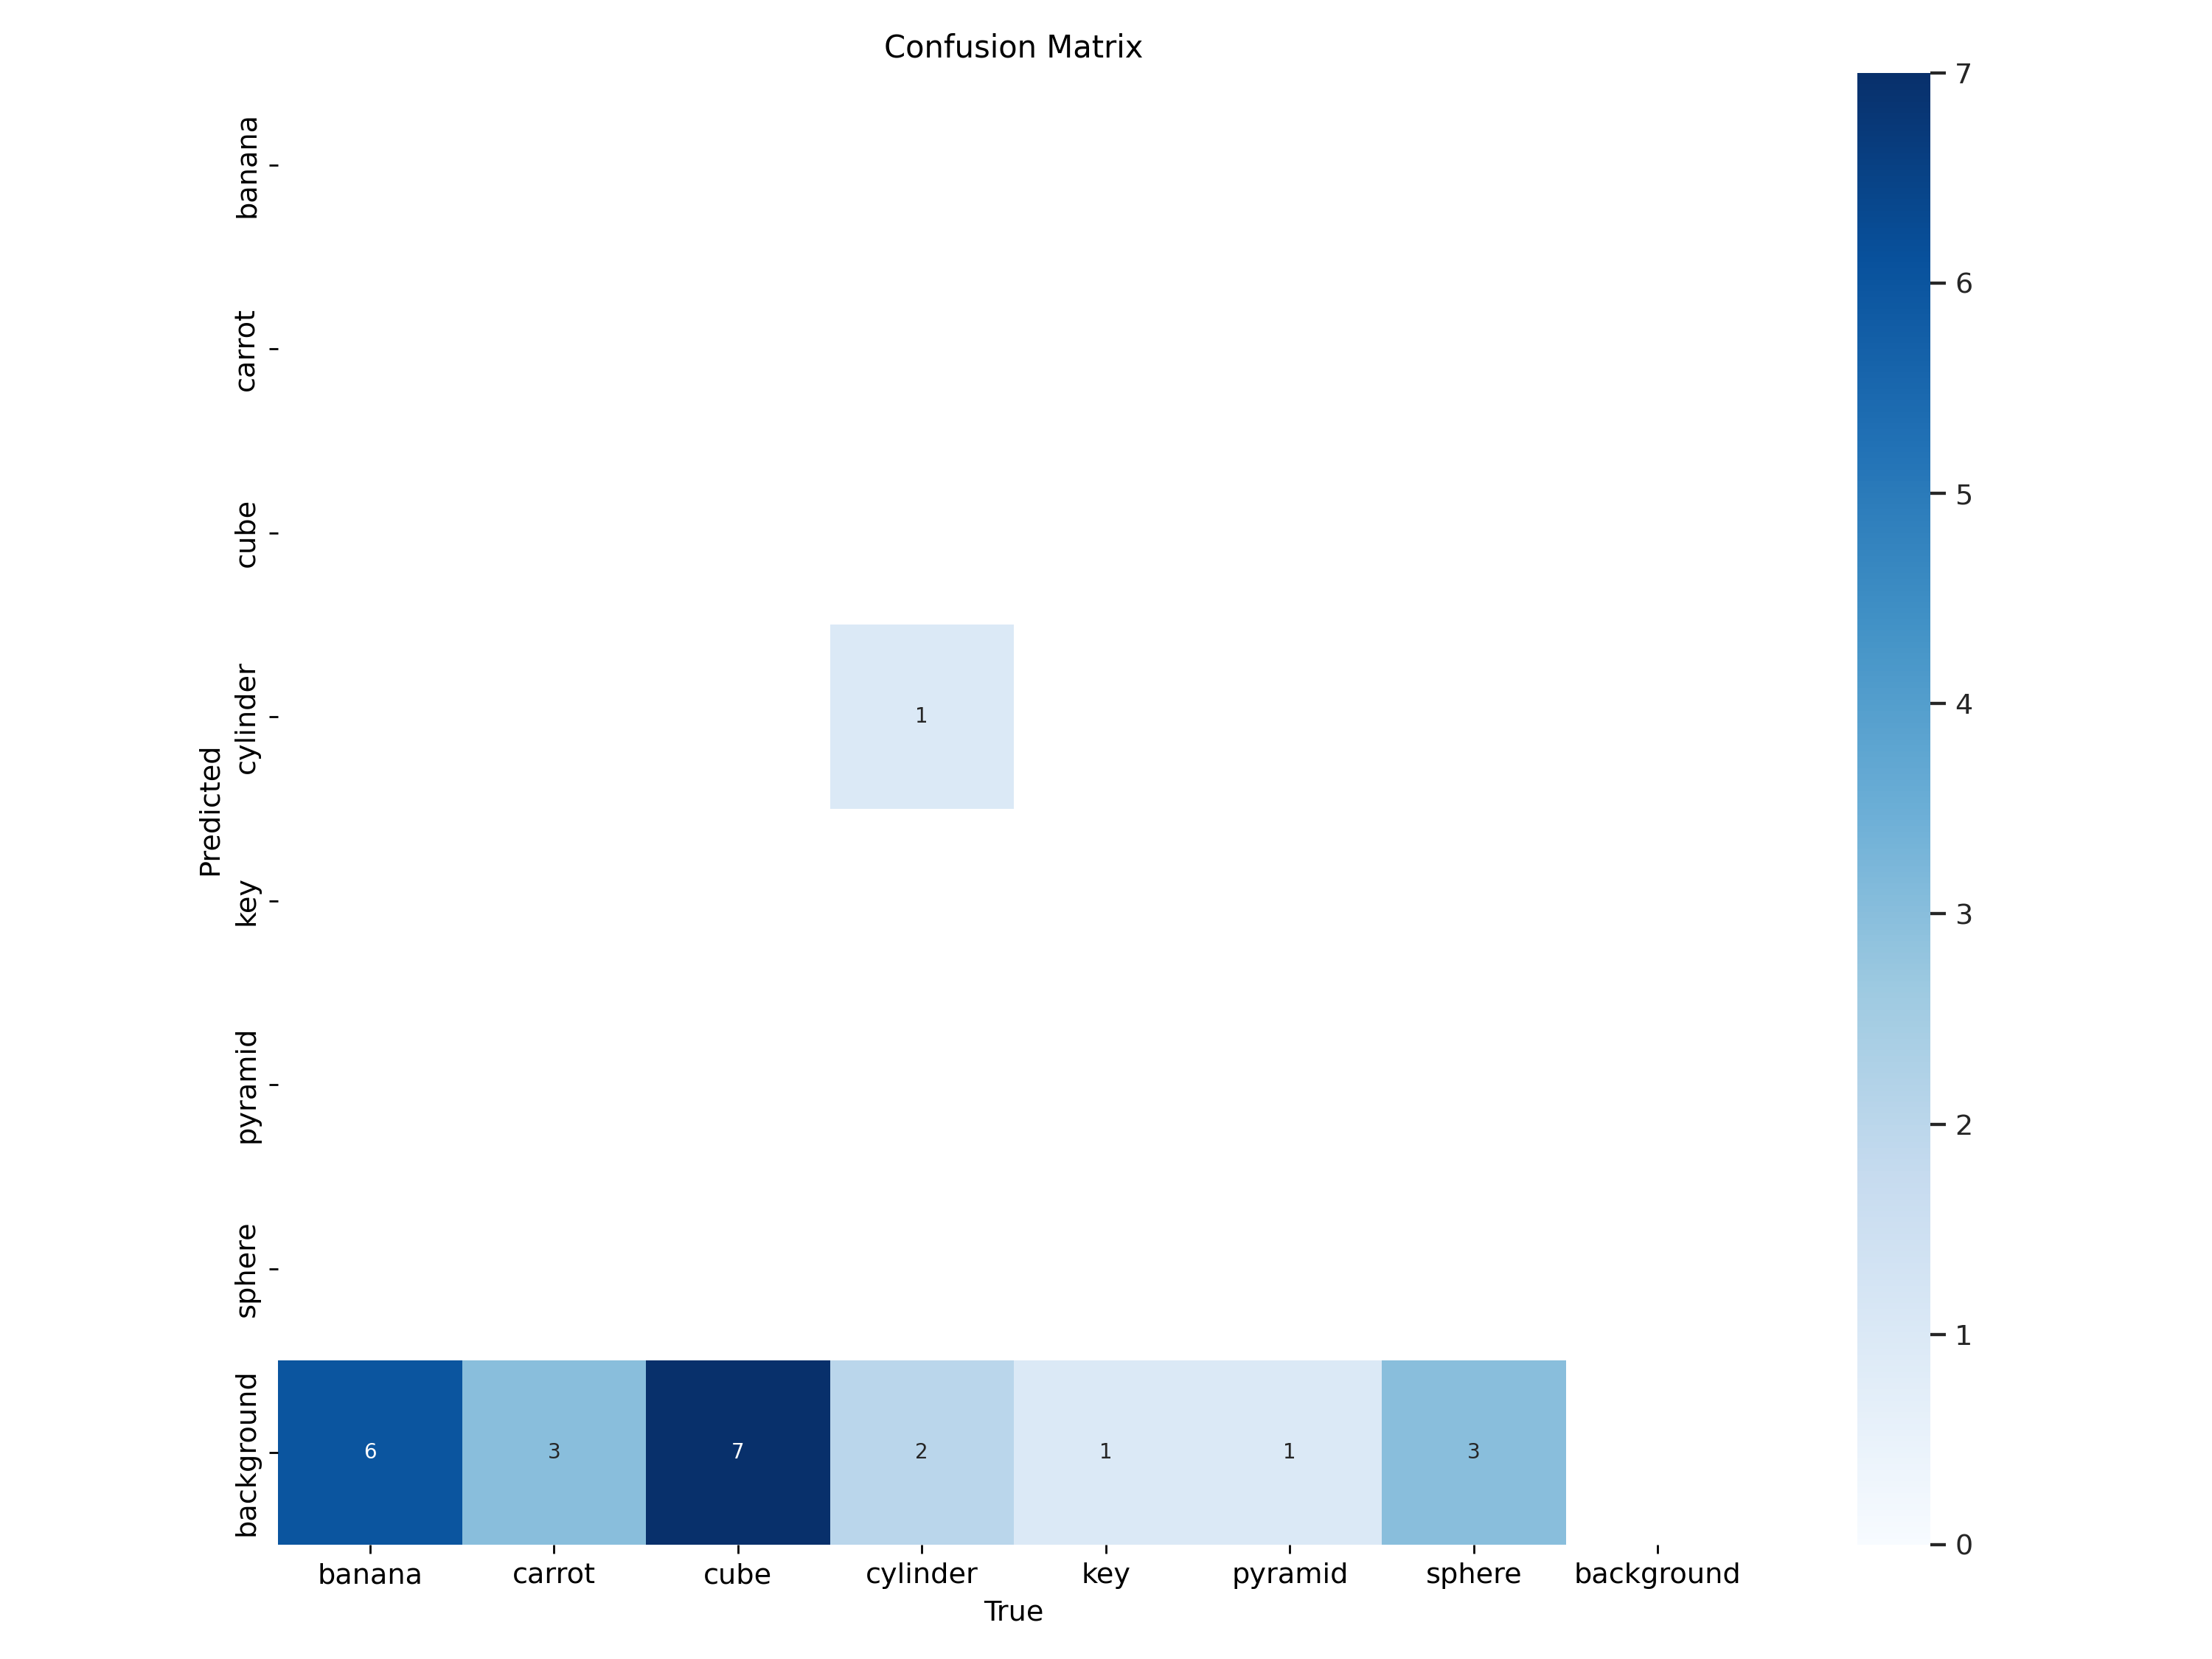 Confusion Matrix
banana
carrot
cube
cylinder
key
pyramid
sphere
background
Predicted
1
6 3 7 2 1 1 3
banana carrot cube cylinder key pyramid sphere background
True
7
6
5
4
3
2
1
0